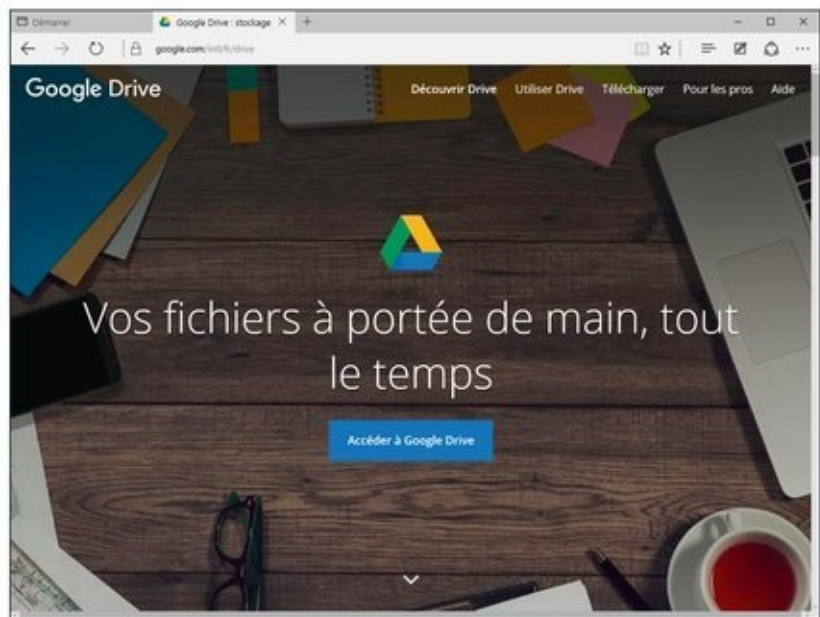 Démarrer
Google Drive : stockage
google.com/intl/fr/drive
Google Drive
Découvrir Drive Utiliser Drive Télécharger Pour les pros Aide
Vos fichiers à portée de main, tout
le temps
Accéder à Google Drive